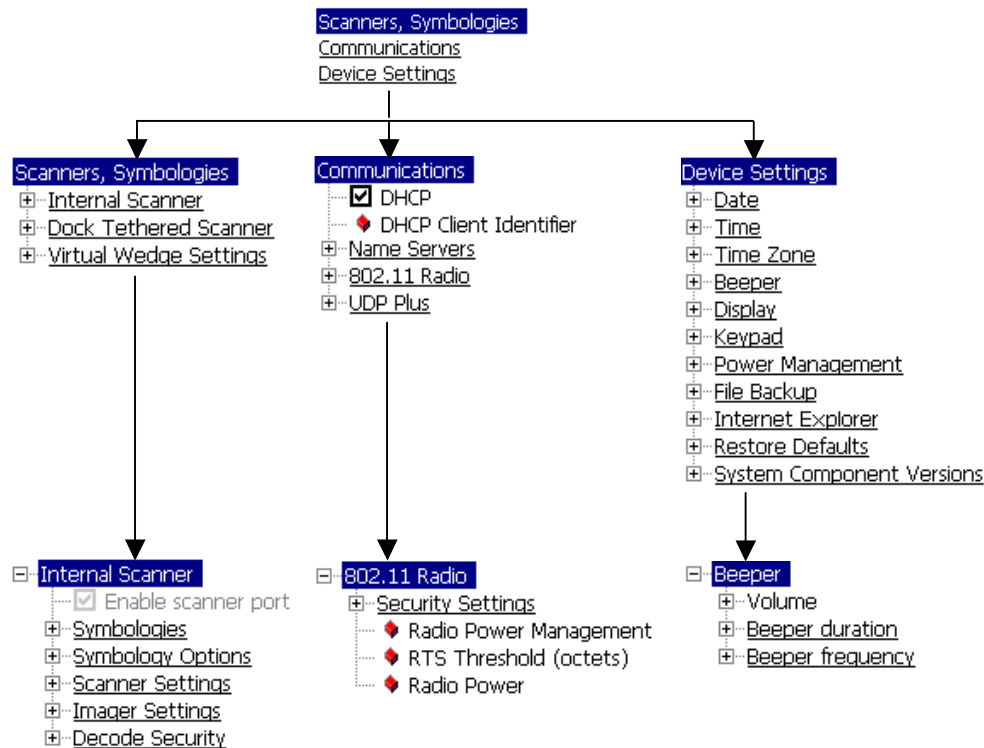 Scanners, Symbologies
Communications
Device Settings
Scanners, Symbologies
Internal Scanner
Dock Tethered Scanner
Virtual Wedge Settings
Communications
DHCP
DHCP Client Identifier
Name Servers
802.11 Radio
UDP Plus
Device Settings
Date
Time
Time Zone
Beeper
Display
Keypad
Power Management
File Backup
Internet Explorer
Restore Defaults
System Component Versions
Internal Scanner
Enable scanner port
Symbologies
Symbology Options
Scanner Settings
Imager Settings
Decode Security
802.11 Radio
Security Settings
Radio Power Management
RTS Threshold (octets)
Radio Power
Beeper
Volume
Beeper duration
Beeper frequency